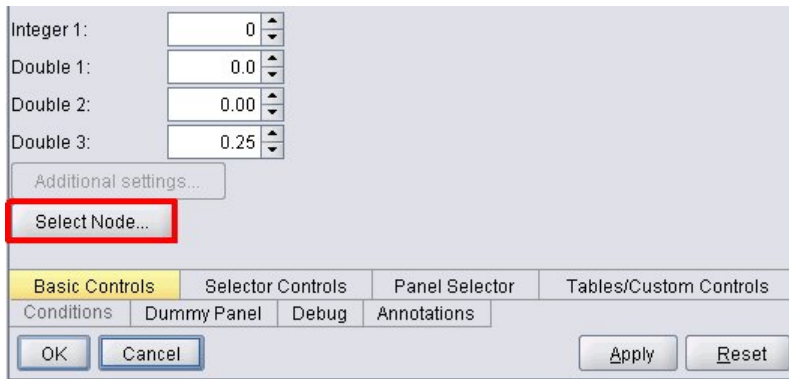 Integer 1: 0
Double 1: 0.0
Double 2: 0.00
Double 3: 0.25
Additional settings...
Select Node...
Basic Controls Selector Controls Panel Selector Tables/Custom Controls
Conditions Dummy Panel Debug Annotations
OK Cancel Apply Reset